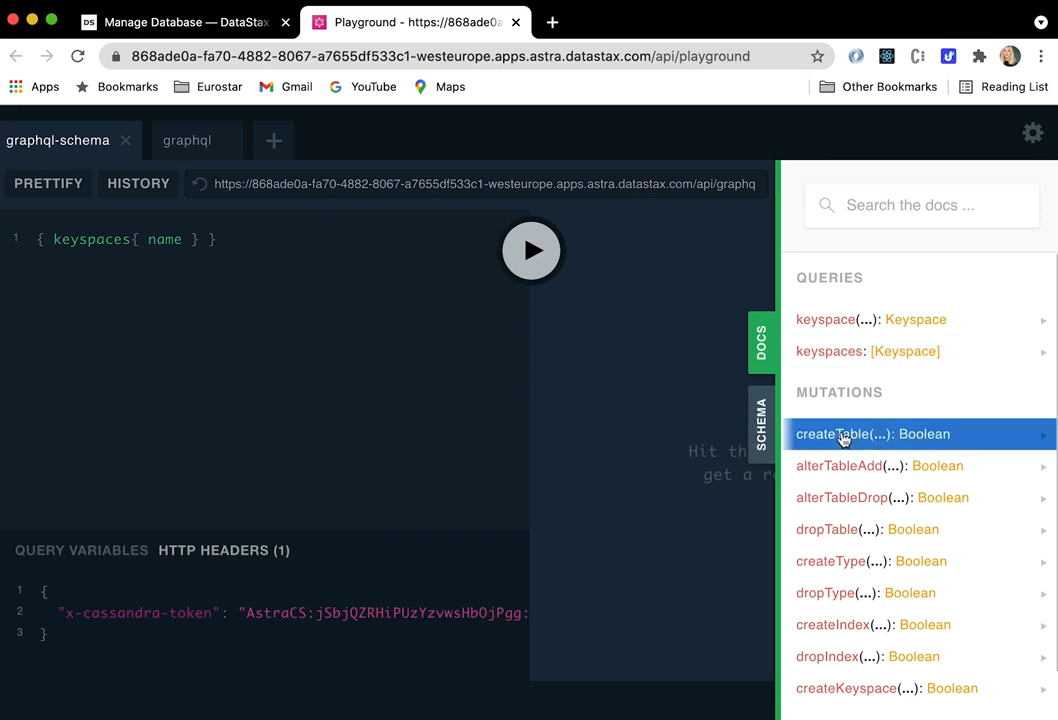 DS Manage Database — DataStax
Playground - https://868ade0a
868ade0a-fa70-4882-8067-a7655df533c1-westeurope.apps.astra.datastax.com/api/playground
Apps Bookmarks Eurostar Gmail YouTube Maps Other Bookmarks Reading List
graphql-schema graphql
PRETTIFY HISTORY https://868ade0a-fa70-4882-8067-a7655df533c1-westeurope.apps.astra.datastax.com/api/graphq
1 { keyspaces{ name } }
Hit th
get a r
QUERY VARIABLES HTTP HEADERS (1)
1 {
2 "x-cassandra-token": "AstraCS:jSbjQZRHiPUzYzvwsHbOjPgg:
3 }
DOCS
SCHEMA
Search the docs ...
QUERIES
keyspace(...): Keyspace
keyspaces: [Keyspace]
MUTATIONS
createTable(...): Boolean
alterTableAdd(...): Boolean
alterTableDrop(...): Boolean
dropTable(...): Boolean
createType(...): Boolean
dropType(...): Boolean
createIndex(...): Boolean
dropIndex(...): Boolean
createKeyspace(...): Boolean